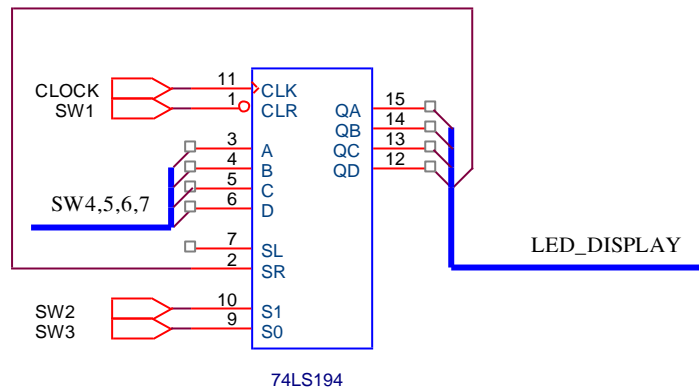 CLOCK 11 CLK
SW1 1 CLR
QA 15
QB 14
QC 13
QD 12
3 A
4 B
5 C
6 D
SW4,5,6,7
7 SL
2 SR
LED_DISPLAY
SW2 10 S1
SW3 9 S0
74LS194